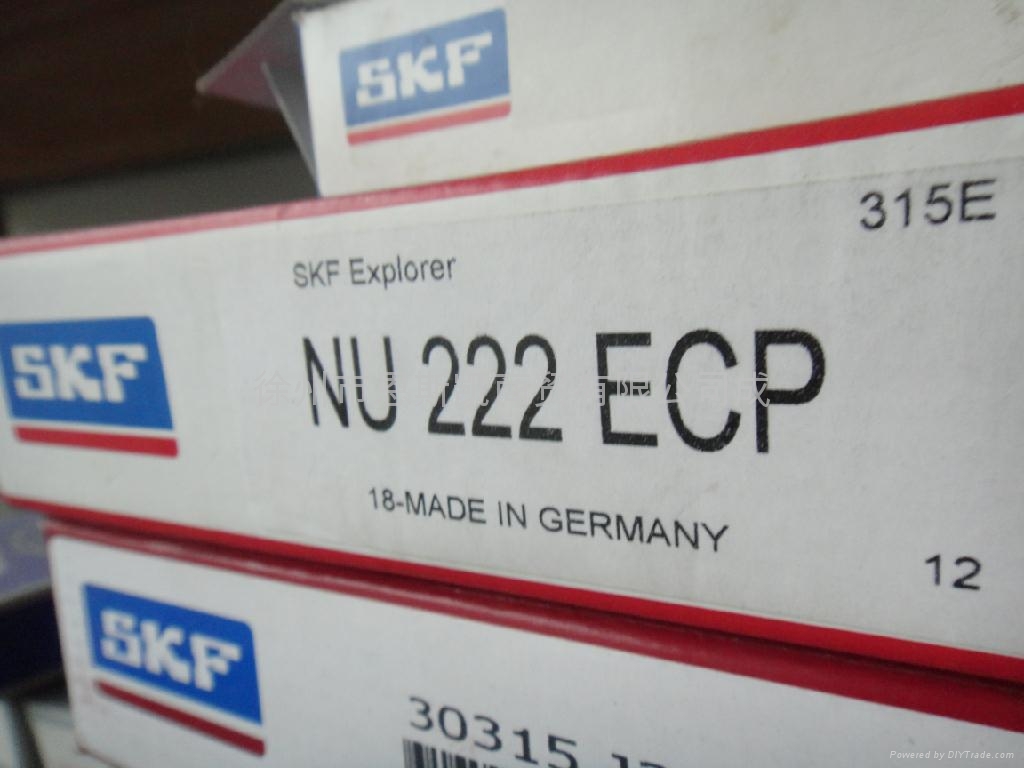 SKF
315E
SKF Explorer
SKF
NU 222 ECP
18-MADE IN GERMANY
12
SKF
30315
Powered by DIYTrade.com